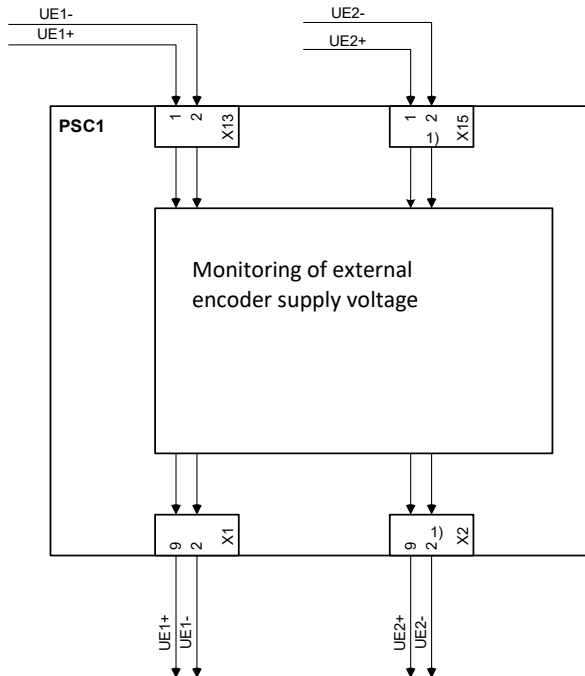 UE1-
UE1+
UE2-
UE2+
PSC1
1
2
X13
1
2
1)
X15
Monitoring of external
encoder supply voltage
9
2
X1
9
2
1)
X2
UE1+
UE1-
UE2+
UE2-